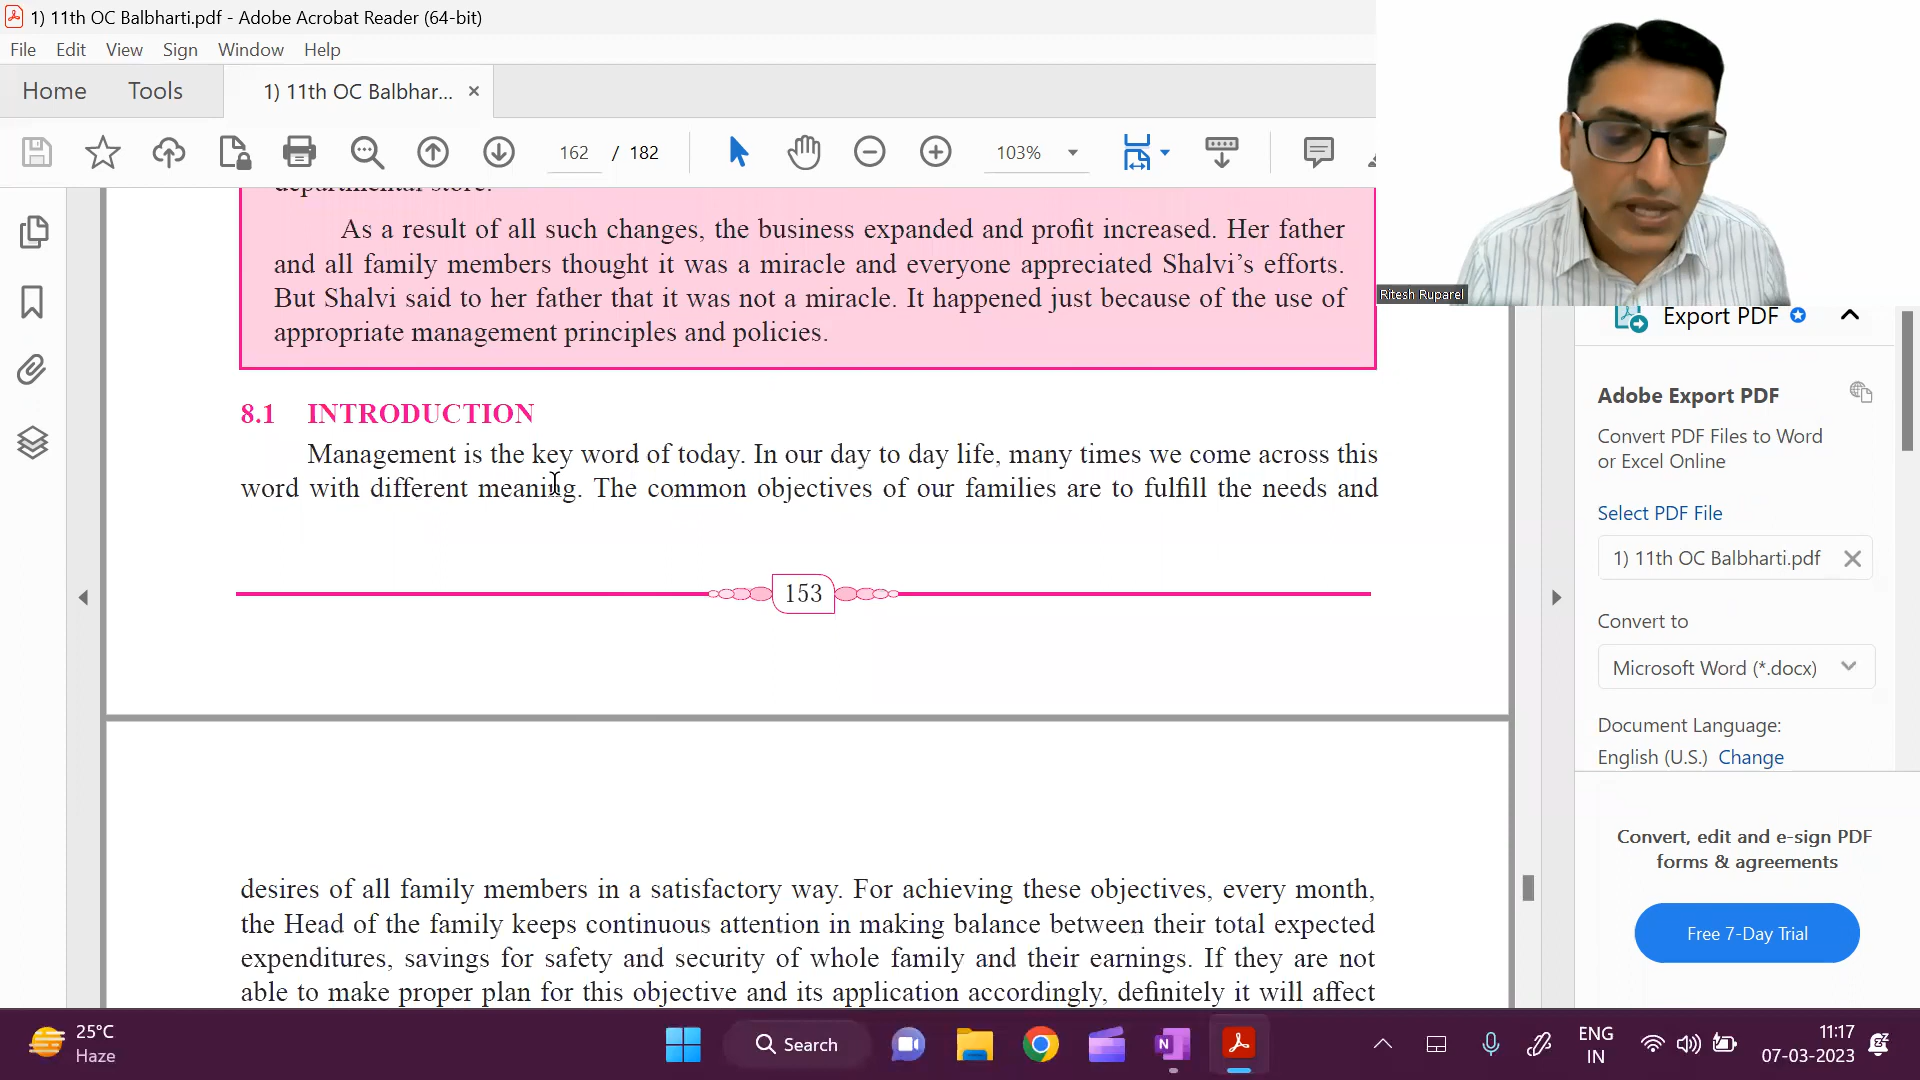 1) 11th OC Balbharti.pdf - Adobe Acrobat Reader (64-bit)
File Edit View Sign Window Help
Home Tools 1) 11th OC Balbhar... ×
162 / 182 103%
departmental store.
As a result of all such changes, the business expanded and profit increased. Her father
and all family members thought it was a miracle and everyone appreciated Shalvi’s efforts.
But Shalvi said to her father that it was not a miracle. It happened just because of the use of
appropriate management principles and policies.
8.1 INTRODUCTION
Management is the key word of today. In our day to day life, many times we come across this
word with different meaning. The common objectives of our families are to fulfill the needs and
153
desires of all family members in a satisfactory way. For achieving these objectives, every month,
the Head of the family keeps continuous attention in making balance between their total expected
expenditures, savings for safety and security of whole family and their earnings. If they are not
able to make proper plan for this objective and its application accordingly, definitely it will affect
Ritesh Ruparel
Export PDF
Adobe Export PDF
Convert PDF Files to Word
or Excel Online
Select PDF File
1) 11th OC Balbharti.pdf
Convert to
Microsoft Word (*.docx)
Document Language:
English (U.S.) Change
Convert, edit and e-sign PDF
forms & agreements
Free 7-Day Trial
25°C
Haze
Search
ENG
IN
11:17
07-03-2023